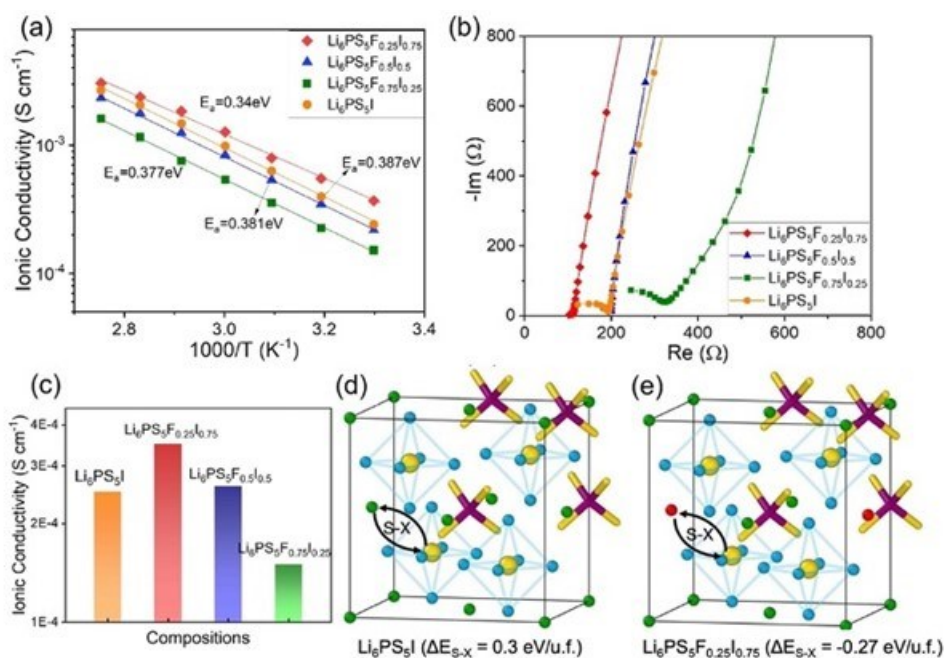 (a)
Ionic Conductivity (S cm⁻¹)
10⁻³
10⁻⁴
Li₆PS₅F₀.₂₅I₀.₇₅
Li₆PS₅F₀.₅I₀.₅
Li₆PS₅F₀.₇₅I₀.₂₅
Li₆PS₅I
Eₐ=0.34eV
Eₐ=0.387eV
Eₐ=0.377eV
Eₐ=0.381eV
2.8 3.0 3.2 3.4
1000/T (K⁻¹)
(b)
-Im (Ω)
800
600
400
200
0
Li₆PS₅F₀.₂₅I₀.₇₅
Li₆PS₅F₀.₅I₀.₅
Li₆PS₅F₀.₇₅I₀.₂₅
Li₆PS₅I
0 200 400 600 800
Re (Ω)
(c)
Ionic Conductivity (S cm⁻¹)
4E-4
3E-4
2E-4
1E-4
Li₆PS₅I
Li₆PS₅F₀.₂₅I₀.₇₅
Li₆PS₅F₀.₅I₀.₅
Li₆PS₅F₀.₇₅I₀.₂₅
Compositions
(d)
S-X
Li₆PS₅I (ΔE_S-X = 0.3 eV/u.f.)
(e)
S-X
Li₆PS₅F₀.₂₅I₀.₇₅ (ΔE_S-X = -0.27 eV/u.f.)